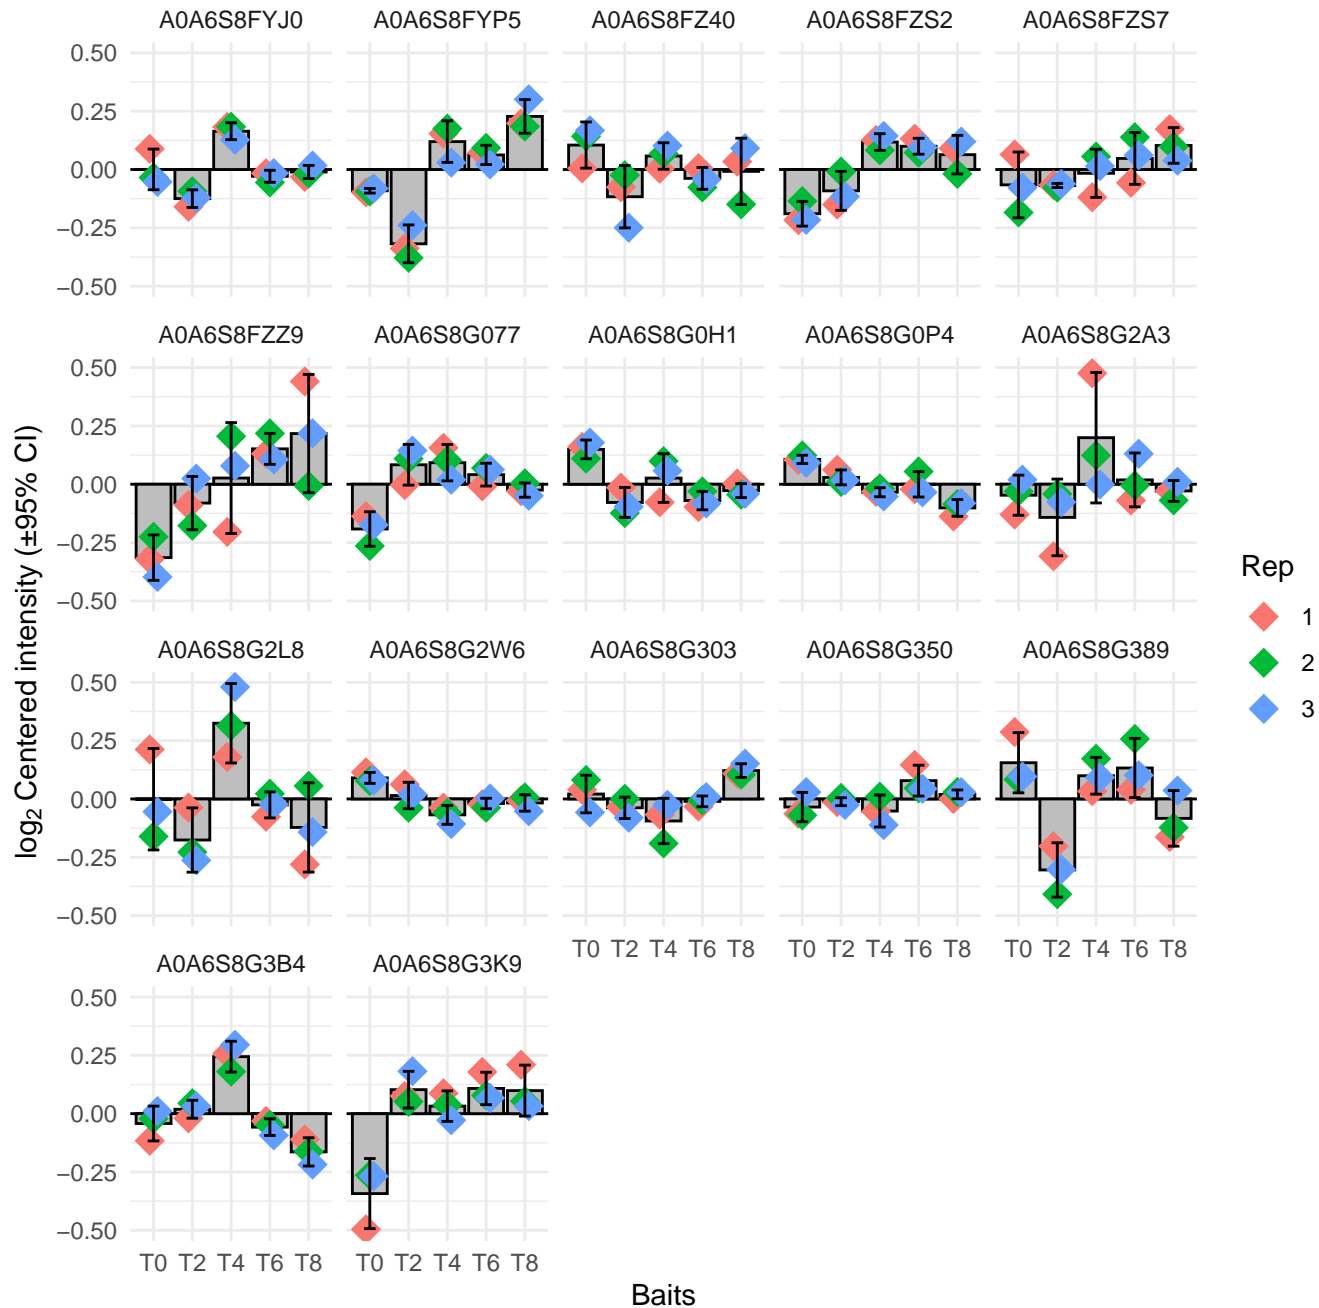 A0A6S8FYJ0 A0A6S8FYP5 A0A6S8FZ40 A0A6S8FZS2 A0A6S8FZS7
0.50
0.25
0.00
−0.25
−0.50
A0A6S8FZZ9 A0A6S8G077 A0A6S8G0H1 A0A6S8G0P4 A0A6S8G2A3
0.50
0.25
0.00
−0.25
−0.50
A0A6S8G2L8 A0A6S8G2W6 A0A6S8G303 A0A6S8G350 A0A6S8G389
0.50
0.25
0.00
−0.25
−0.50
T0 T2 T4 T6 T8 T0 T2 T4 T6 T8 T0 T2 T4 T6 T8
A0A6S8G3B4 A0A6S8G3K9
0.50
0.25
0.00
−0.25
−0.50
T0 T2 T4 T6 T8 T0 T2 T4 T6 T8
Baits
log2 Centered intensity (±95% CI)
Rep
1
2
3